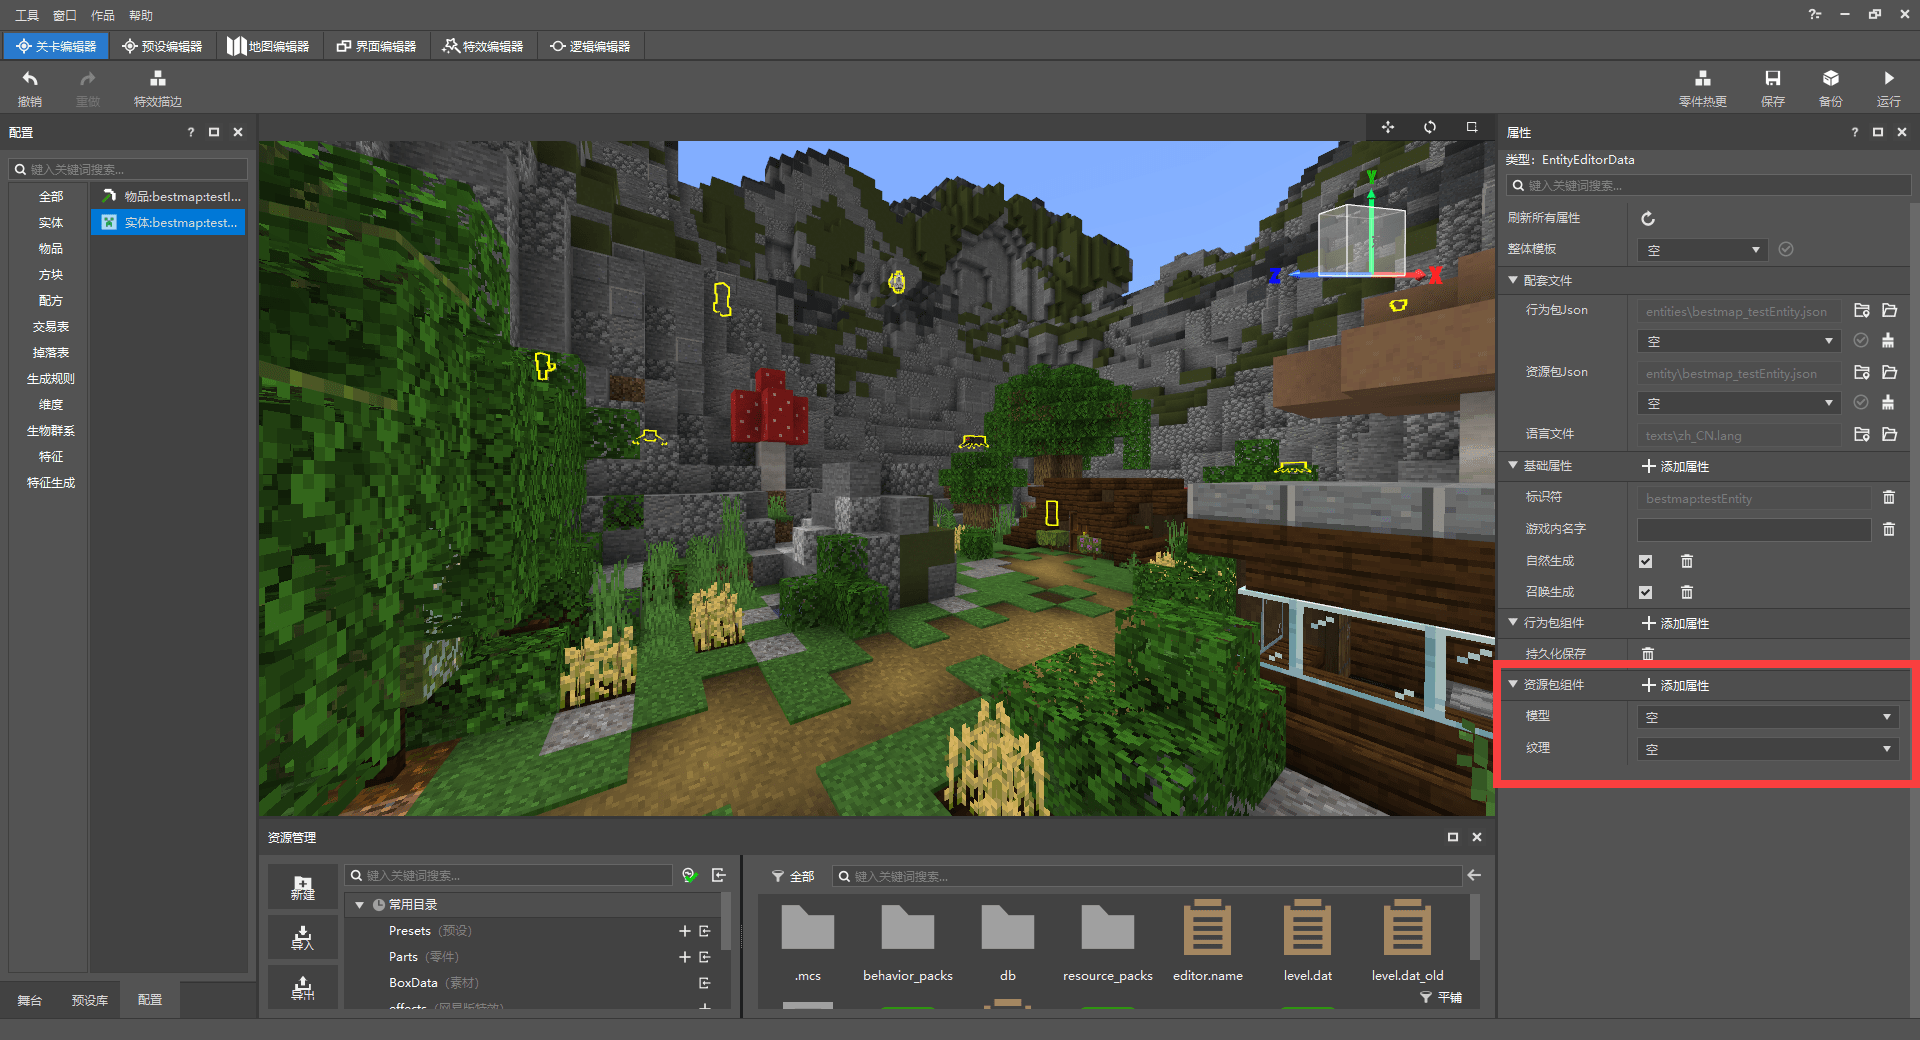 工具 窗口 作品 帮助
关卡编辑器 预设编辑器 地图编辑器 界面编辑器 特效编辑器 逻辑编辑器
撤销 重做 特效描边 零件热更 保存 备份 运行
配置
键入关键词搜索...
全部
实体
物品
方块
配方
交易表
掉落表
生成规则
维度
生物群系
特征
特征生成
物品:bestmap:testI...
实体:bestmap:test...
舞台 预设库 配置
Y
Z
X
资源管理
新建
导入
导出
键入关键词搜索...
常用目录
Presets (预设)
Parts (零件)
BoxData (素材)
effects (网易版特效)
全部
键入关键词搜索...
.mcs behavior_packs db resource_packs editor.name level.dat level.dat_old
平铺
属性
类型: EntityEditorData
键入关键词搜索...
刷新所有属性
整体模板 空
配套文件
行为包Json entities\bestmap_testEntity.json
空
资源包Json entity\bestmap_testEntity.json
空
语言文件 texts\zh_CN.lang
基础属性 添加属性
标识符 bestmap:testEntity
游戏内名字
自然生成
召唤生成
行为包组件 添加属性
持久化保存
资源包组件 添加属性
模型 空
纹理 空